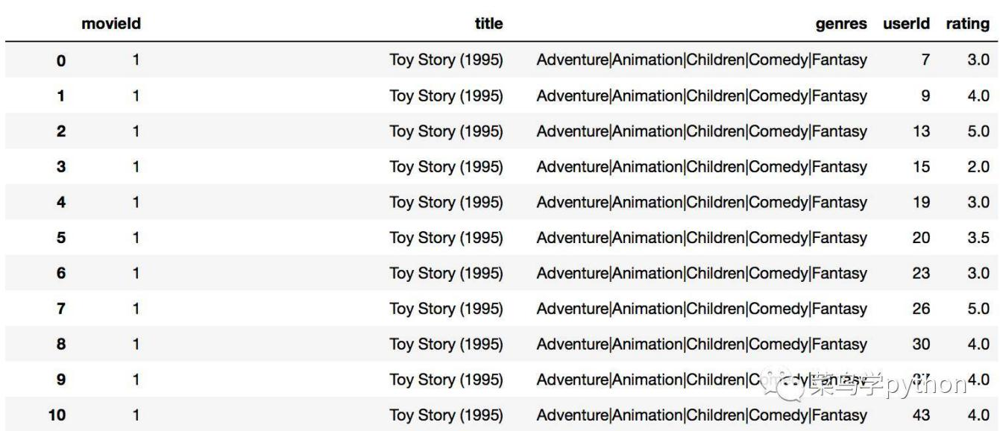 movieId title genres userId rating
0 1 Toy Story (1995) Adventure|Animation|Children|Comedy|Fantasy 7 3.0
1 1 Toy Story (1995) Adventure|Animation|Children|Comedy|Fantasy 9 4.0
2 1 Toy Story (1995) Adventure|Animation|Children|Comedy|Fantasy 13 5.0
3 1 Toy Story (1995) Adventure|Animation|Children|Comedy|Fantasy 15 2.0
4 1 Toy Story (1995) Adventure|Animation|Children|Comedy|Fantasy 19 3.0
5 1 Toy Story (1995) Adventure|Animation|Children|Comedy|Fantasy 20 3.5
6 1 Toy Story (1995) Adventure|Animation|Children|Comedy|Fantasy 23 3.0
7 1 Toy Story (1995) Adventure|Animation|Children|Comedy|Fantasy 26 5.0
8 1 Toy Story (1995) Adventure|Animation|Children|Comedy|Fantasy 30 4.0
9 1 Toy Story (1995) Adventure|Animation|Children|Comedy|Fantasy 4.0
菜鸟学python
10 1 Toy Story (1995) Adventure|Animation|Children|Comedy|Fantasy 43 4.0